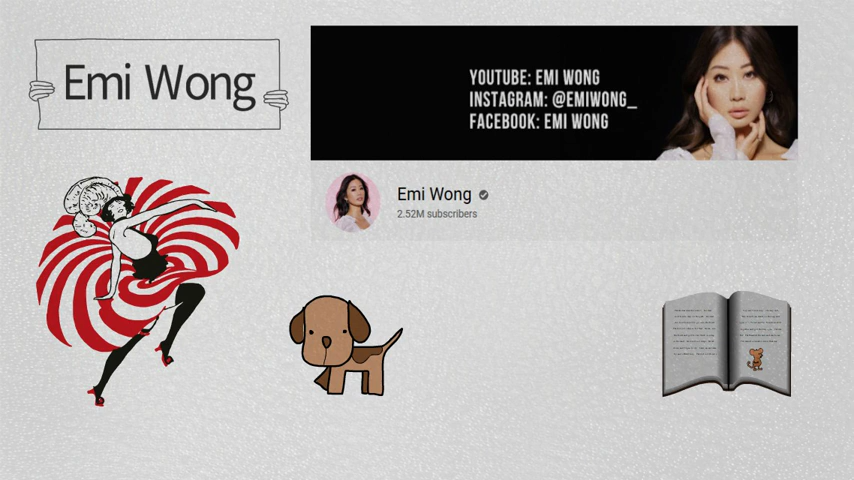 Emi Wong
YOUTUBE: EMI WONG
INSTAGRAM: @EMIWONG_
FACEBOOK: EMI WONG
Emi Wong
2.52M subscribers